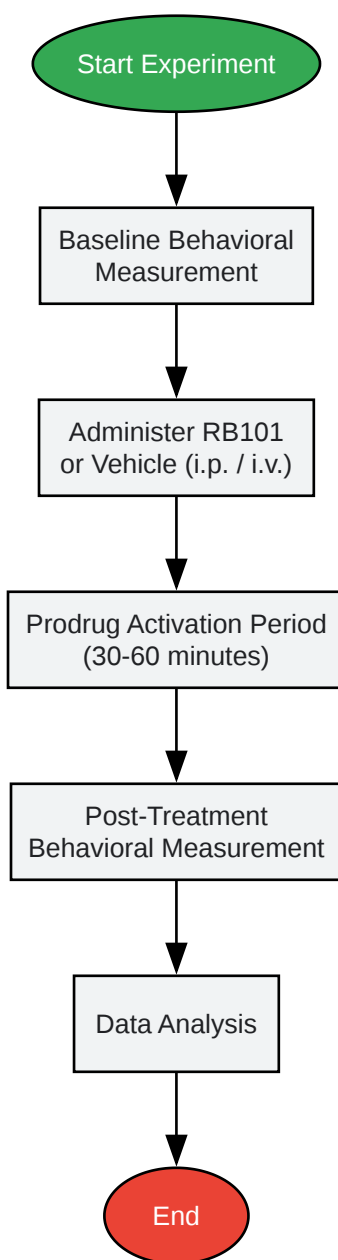 Start Experiment
Baseline Behavioral
Measurement
Administer RB101
or Vehicle (i.p. / i.v.)
Prodrug Activation Period
(30-60 minutes)
Post-Treatment
Behavioral Measurement
Data Analysis
End